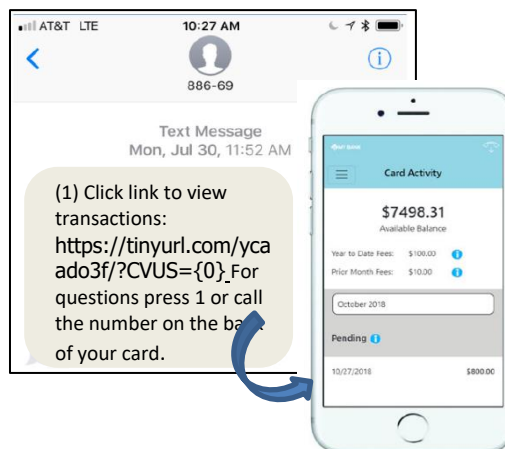 AT&T LTE 10:27 AM
886-69
Text Message
Mon, Jul 30, 11:52 AM
(1) Click link to view
transactions:
https://tinyurl.com/yca
ado3f/?CVUS={0} For
questions press 1 or call
the number on the back
of your card.
MY BANK
Card Activity
$7498.31
Available Balance
Year to Date Fees: $100.00
Prior Month Fees: $10.00
October 2018
Pending
10/27/2018 $800.00